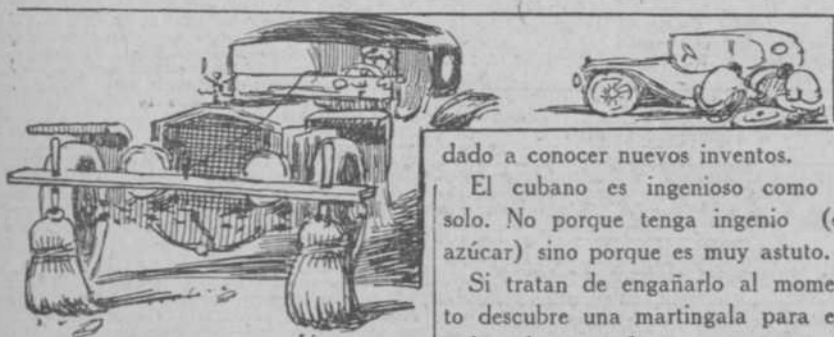 dado a conocer nuevos inventos.
El cubano es ingenioso como
solo. No porque tenga ingenio (
azúcar) sino porque es muy astuto.
Si tratan de engañarlo al momen
to descubre una martingala para